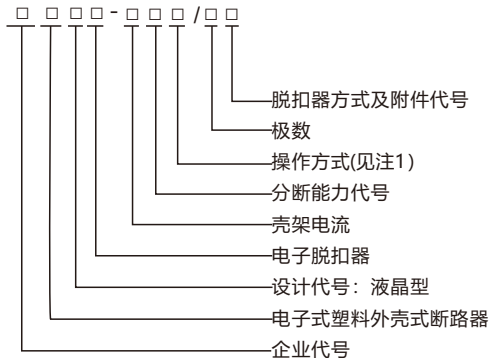 □ □ □ □ - □ □ □ / □ □
脱扣器方式及附件代号
极数
操作方式(见注1)
分断能力代号
壳架电流
电子脱扣器
设计代号：液晶型
电子式塑料外壳式断路器
企业代号